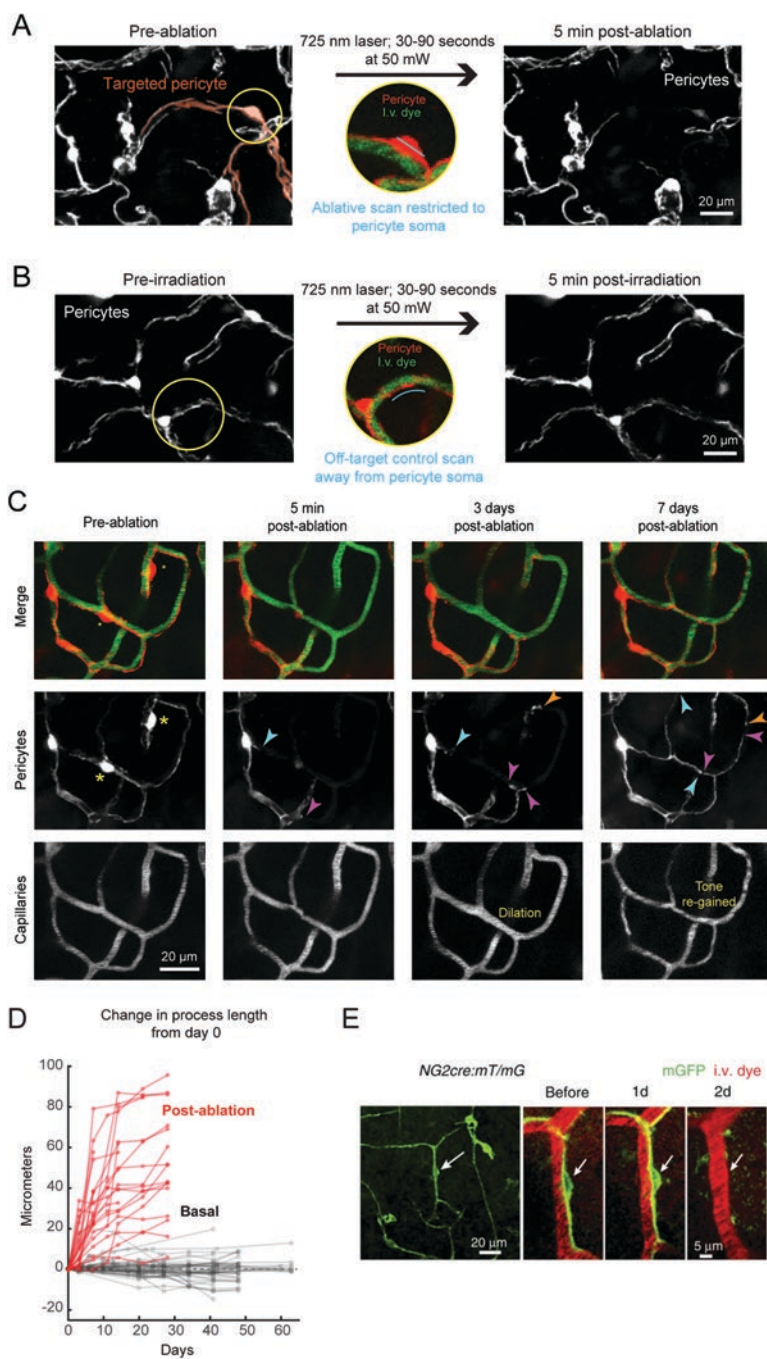 A
Pre-ablation
Targeted pericyte
725 nm laser; 30-90 seconds
at 50 mW
Pericyte
I.v. dye
Ablative scan restricted to
pericyte soma
5 min post-ablation
Pericytes
20 µm
B
Pre-irradiation
Pericytes
725 nm laser; 30-90 seconds
at 50 mW
Pericyte
I.v. dye
Off-target control scan
away from pericyte soma
5 min post-irradiation
20 µm
C
Pre-ablation
5 min
post-ablation
3 days
post-ablation
7 days
post-ablation
Merge
Pericytes
* *
Capillaries
20 µm
Dilation
Tone
re-gained
D
Change in process length
from day 0
Micrometers
100
80
60
40
20
0
-20
Post-ablation
Basal
0 10 20 30 40 50 60
Days
E
NG2cre:mT/mG
mGFP i.v. dye
Before 1d 2d
20 µm
5 µm